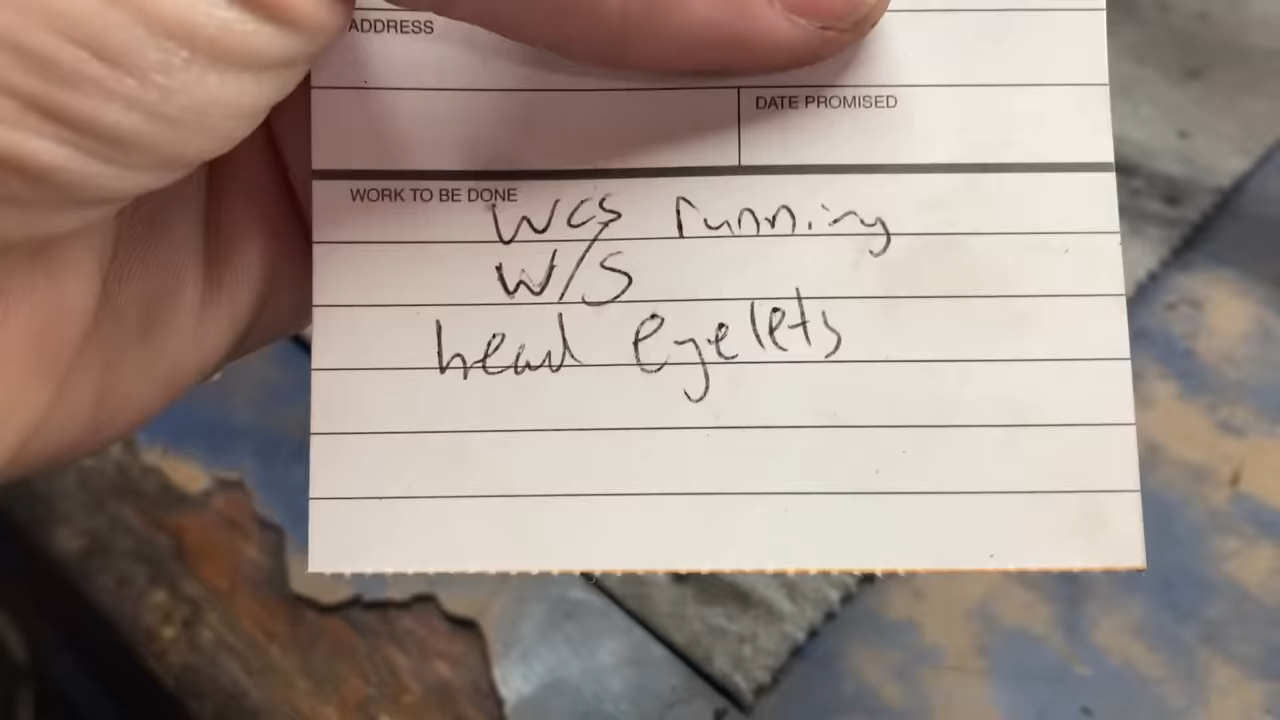 ADDRESS
DATE PROMISED
WORK TO BE DONE
WCS running
W/S
head eyelets